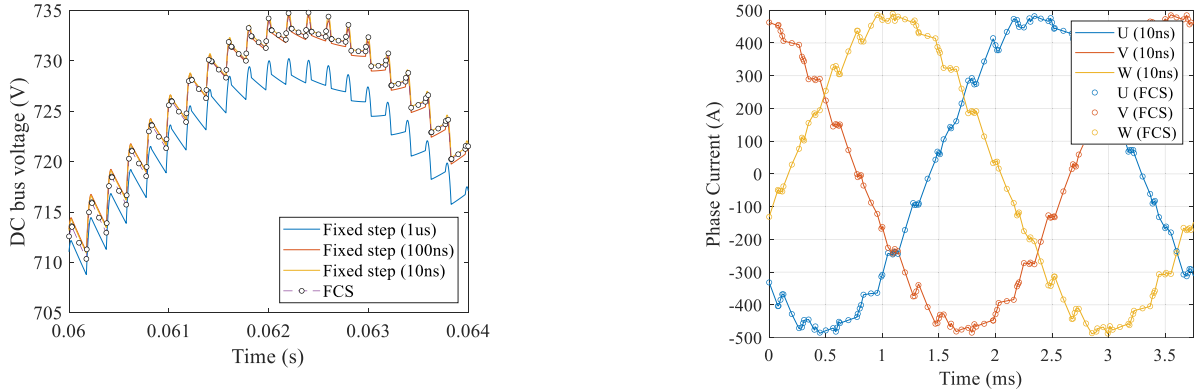 735
730
725
720
715
710
705
0.06
0.061
0.062
0.063
0.064
DC bus voltage (V)
Time (s)
Fixed step (1us)
Fixed step (100ns)
Fixed step (10ns)
FCS
500
400
300
200
100
0
-100
-200
-300
-400
-500
0
0.5
1
1.5
2
2.5
3
3.5
Phase Current (A)
Time (ms)
U (10ns)
V (10ns)
W (10ns)
U (FCS)
V (FCS)
W (FCS)